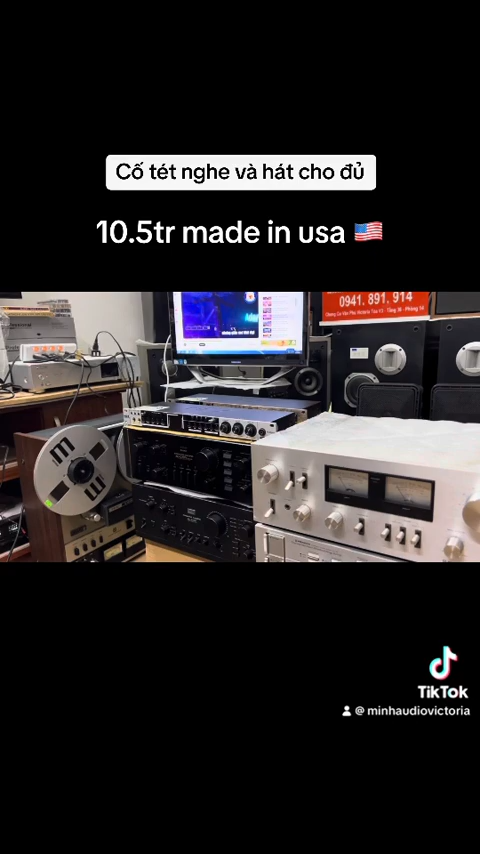 Cố tét nghe và hát cho đủ
10.5tr made in usa 🇺🇸
0941. 891. 914
TikTok
@ minhaudiovictoria